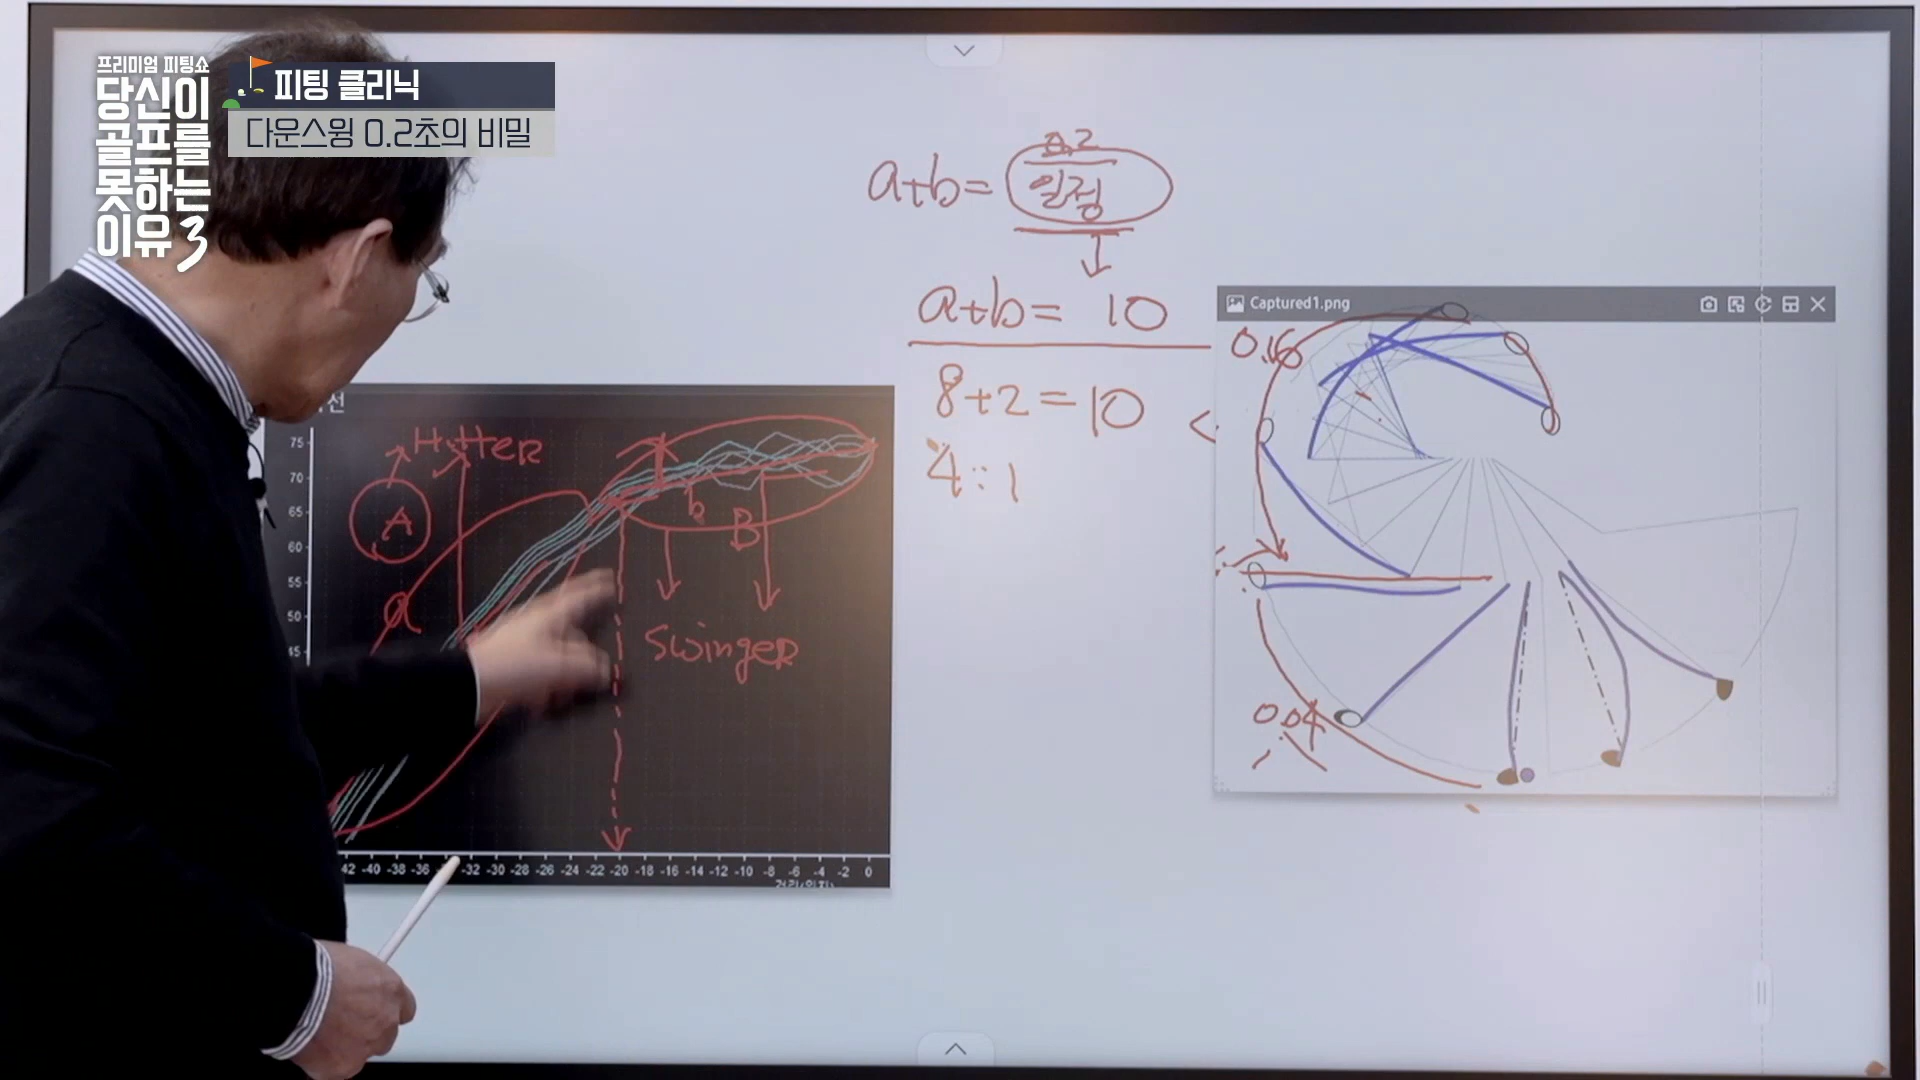 프리미엄 피팅쇼
당신이
골프를
못하는
이유3
피팅 클리닉
다운스윙 0.2초의 비밀
0.2
a+b= 일정
a+b= 10
8+2=10
<
4:1
Captured1.png
0.16
0.04
선
75
70
65
60
55
50
45
Hitter
A
a
b
B
Swinger
42 -40 -38 -36 -32 -30 -28 -26 -24 -22 -20 -18 -16 -14 -12 -10 -8 -6 -4 -2 0